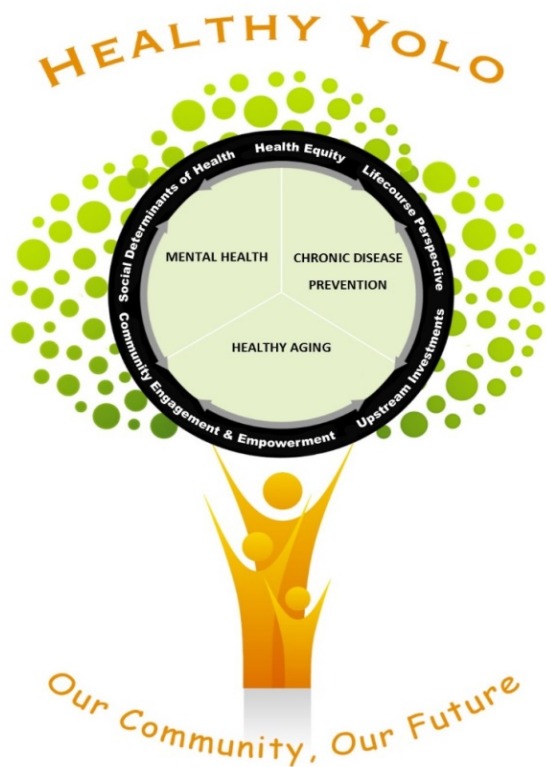 HEALTHY YOLO
Social Determinants of Health
Health Equity
Lifecourse Perspective
MENTAL HEALTH
CHRONIC DISEASE
PREVENTION
HEALTHY AGING
Community Engagement & Empowerment
Upstream Investments
Our Community, Our Future